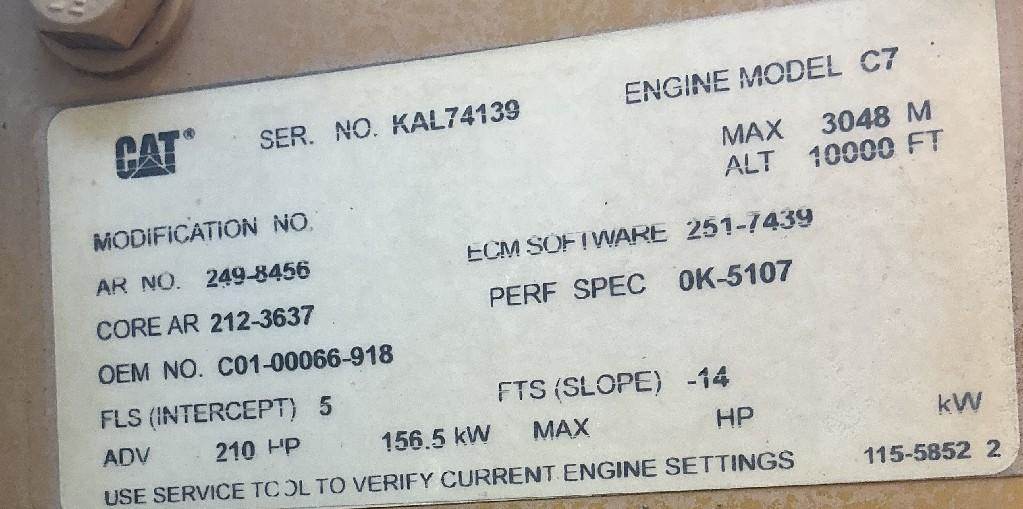 CAT® SER. NO. KAL74139 ENGINE MODEL C7
MAX ALT 3048 M
10000 FT
MODIFICATION NO.
AR NO. 249-8456 ECM SOFTWARE 251-7439
CORE AR 212-3637 PERF SPEC 0K-5107
OEM NO. C01-00066-918
FLS (INTERCEPT) 5 FTS (SLOPE) -14
ADV 210 HP 156.5 kW MAX HP kW
USE SERVICE TOOL TO VERIFY CURRENT ENGINE SETTINGS 115-5852 2